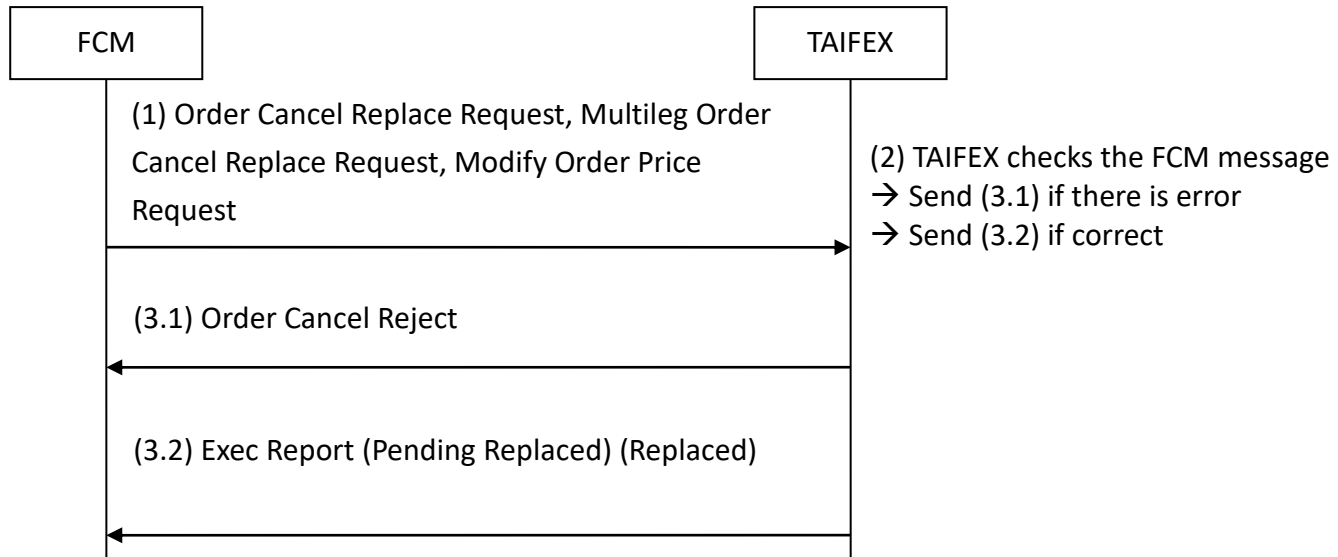 FCM
TAIFEX
(1) Order Cancel Replace Request, Multileg Order
Cancel Replace Request, Modify Order Price
Request
(2) TAIFEX checks the FCM message
→ Send (3.1) if there is error
→ Send (3.2) if correct
(3.1) Order Cancel Reject
(3.2) Exec Report (Pending Replaced) (Replaced)